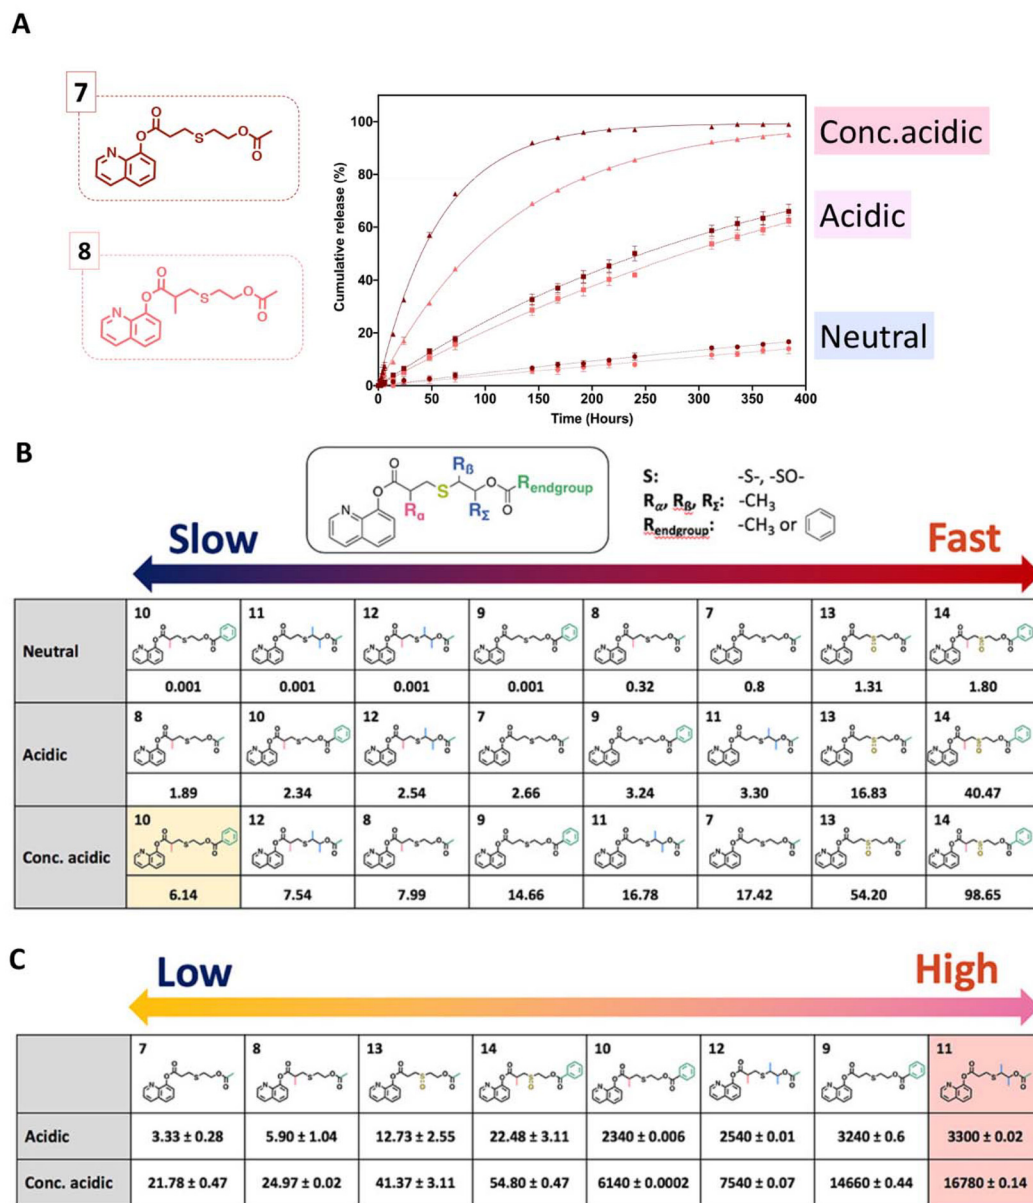 A
7
8
Cumulative release (%)
100
80
60
40
20
0
0 50 100 150 200 250 300 350 400
Time (Hours)
Conc.acidic
Acidic
Neutral
B
S: -S-, -SO-
Rα, Rß, RΣ: -CH3
Rendgroup: -CH3 or
Slow Fast
Neutral
10 11 12 9 8 7 13 14
0.001 0.001 0.001 0.001 0.32 0.8 1.31 1.80
Acidic
8 10 12 7 9 11 13 14
1.89 2.34 2.54 2.66 3.24 3.30 16.83 40.47
Conc. acidic
10 12 8 9 11 7 13 14
6.14 7.54 7.99 14.66 16.78 17.42 54.20 98.65
C
Low High
7 8 13 14 10 12 9 11
Acidic 3.33 ± 0.28 5.90 ± 1.04 12.73 ± 2.55 22.48 ± 3.11 2340 ± 0.006 2540 ± 0.01 3240 ± 0.6 3300 ± 0.02
Conc. acidic 21.78 ± 0.47 24.97 ± 0.02 41.37 ± 3.11 54.80 ± 0.47 6140 ± 0.0002 7540 ± 0.07 14660 ± 0.44 16780 ± 0.14